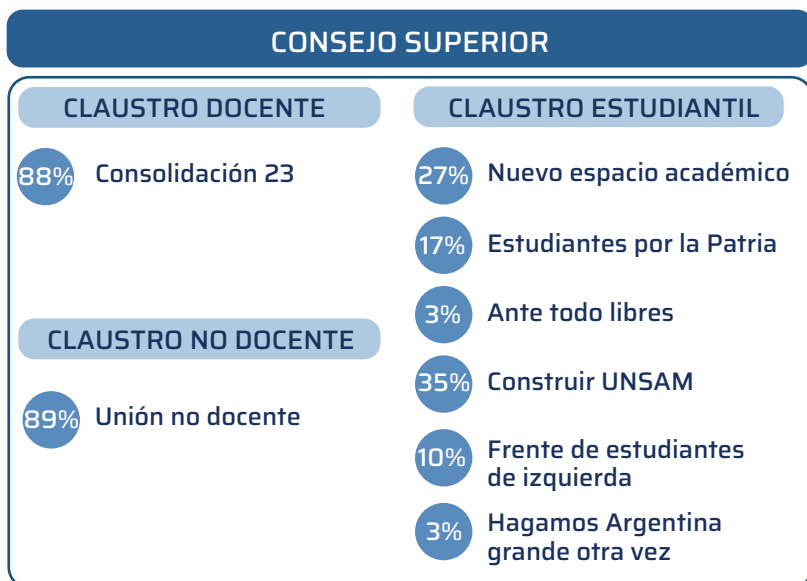 CONSEJO SUPERIOR
CLAUSTRO DOCENTE
88% Consolidación 23
CLAUSTRO NO DOCENTE
89% Unión no docente
CLAUSTRO ESTUDIANTIL
27% Nuevo espacio académico
17% Estudiantes por la Patria
3% Ante todo libres
35% Construir UNSAM
10% Frente de estudiantes
de izquierda
3% Hagamos Argentina
grande otra vez